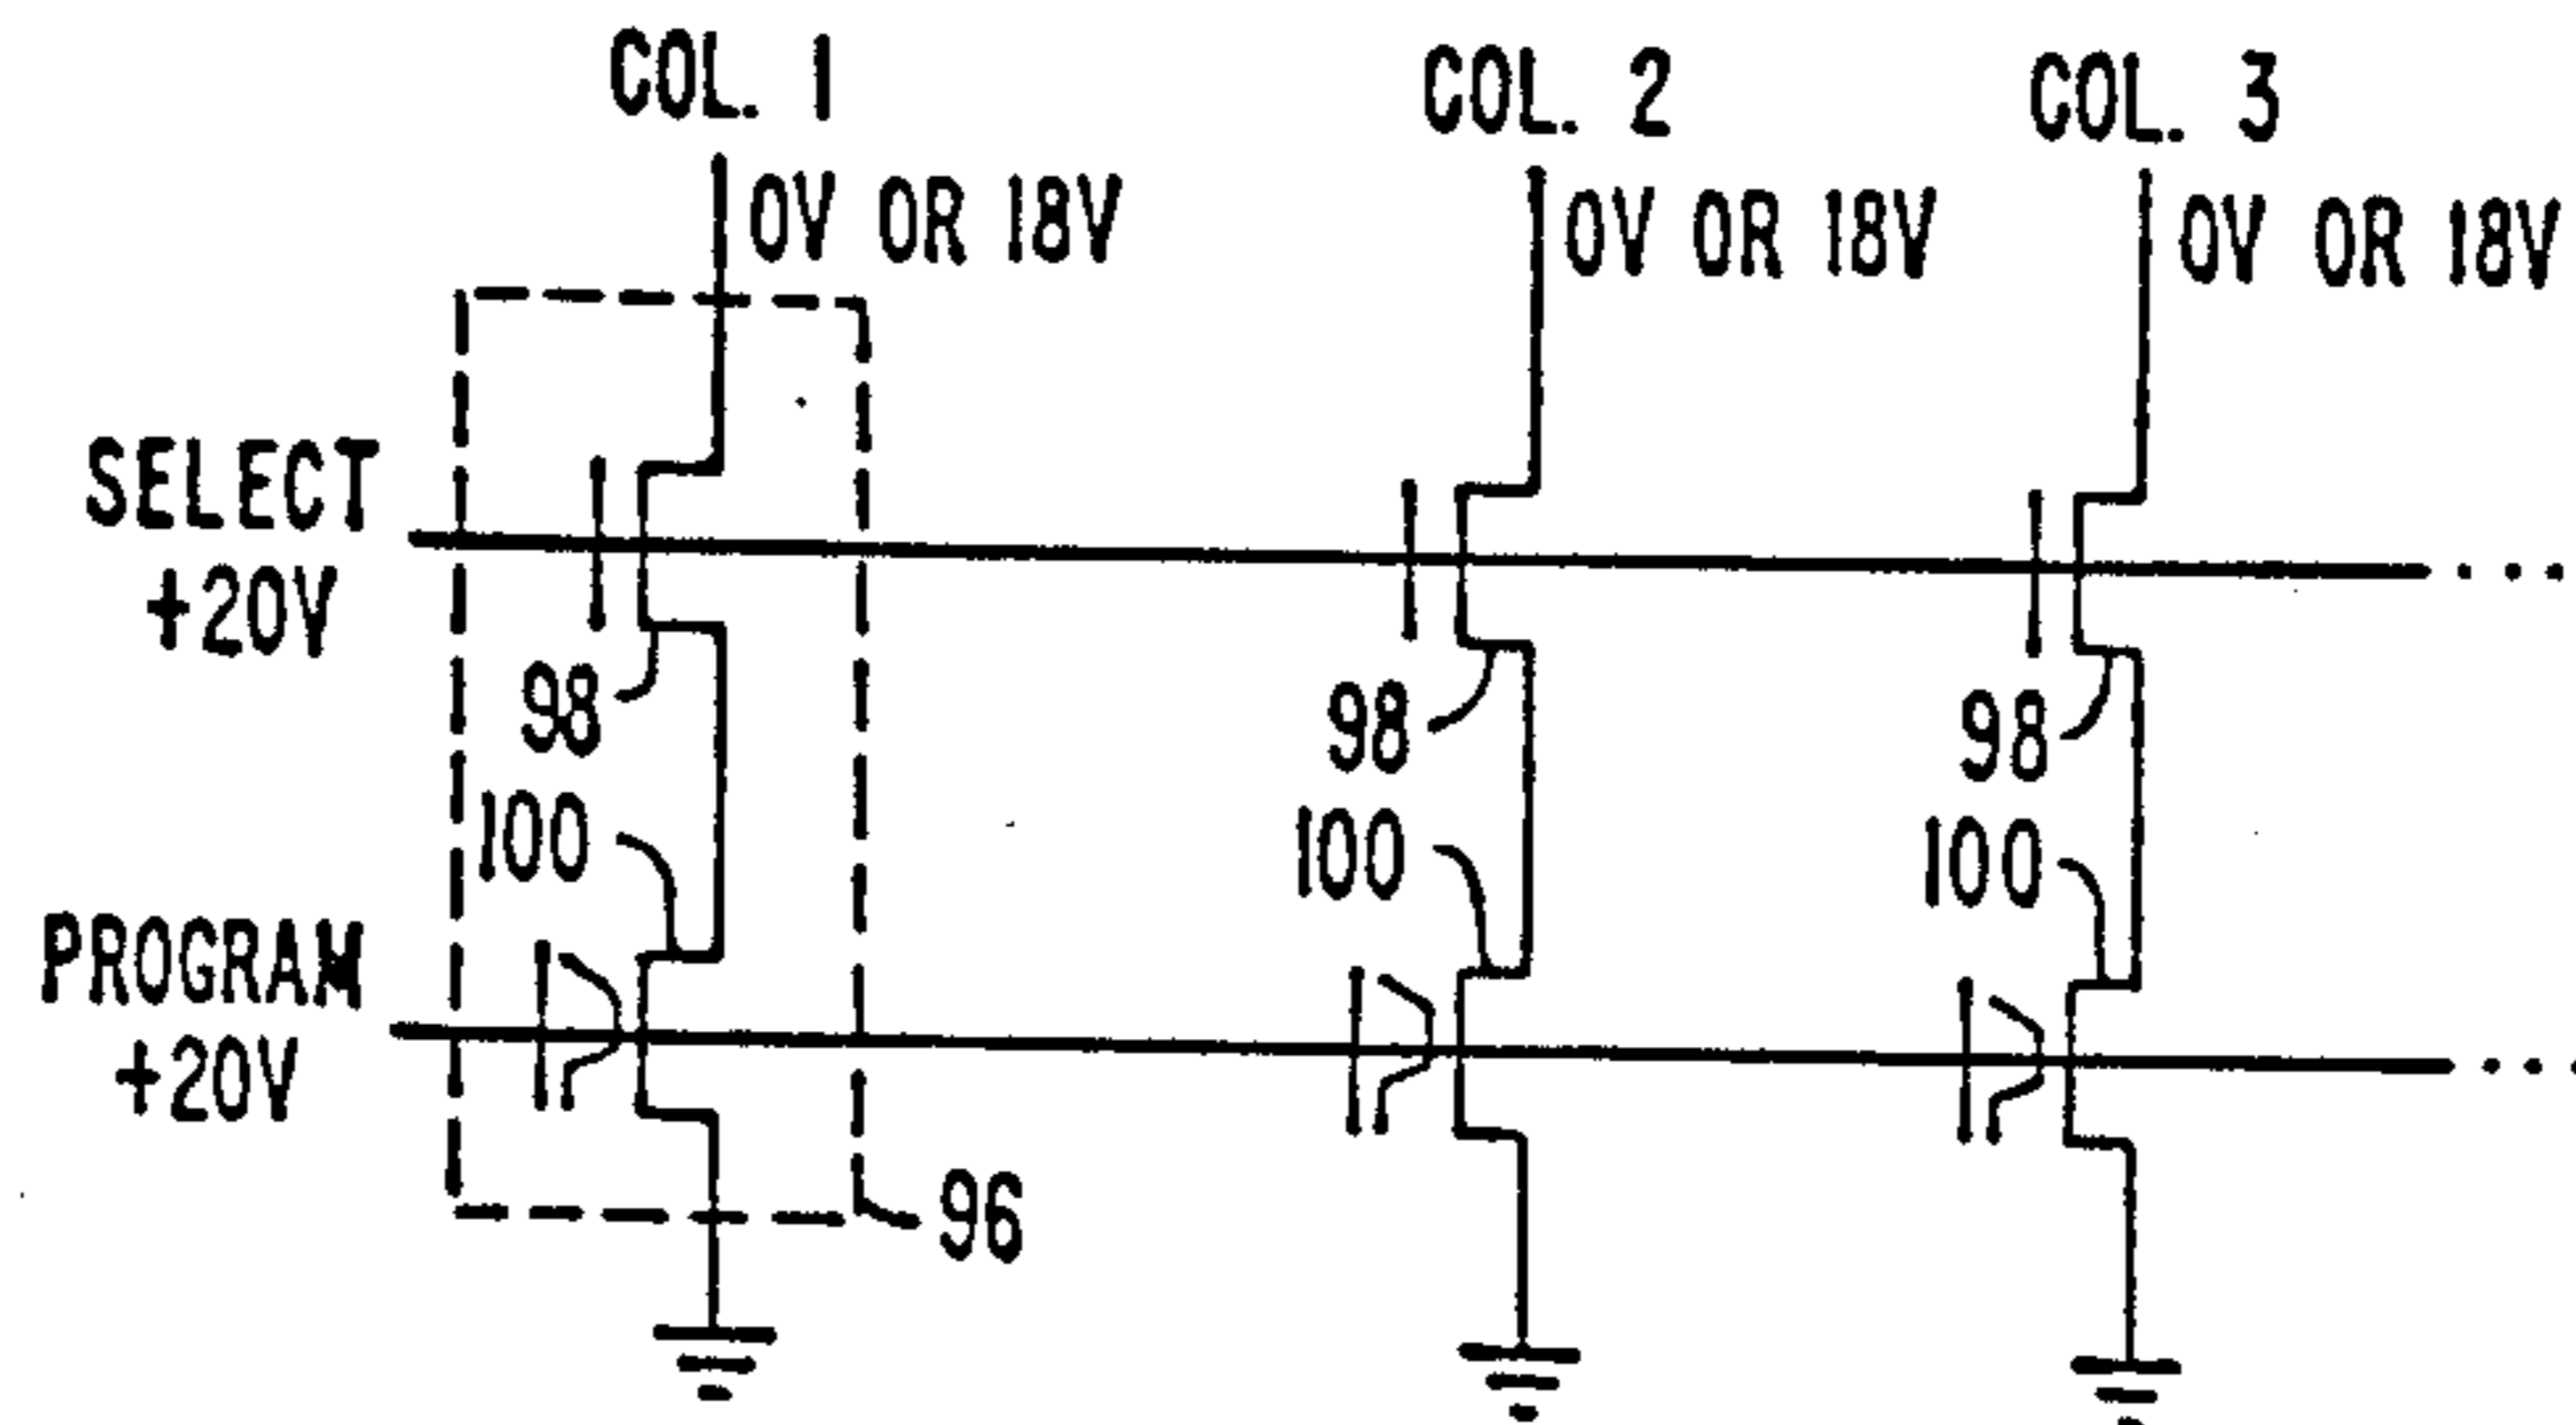 COL. 1
COL. 2
COL. 3
0V OR 18V
0V OR 18V
0V OR 18V
SELECT
+20V
98
98
98
100
100
100
PROGRAM
+20V
96